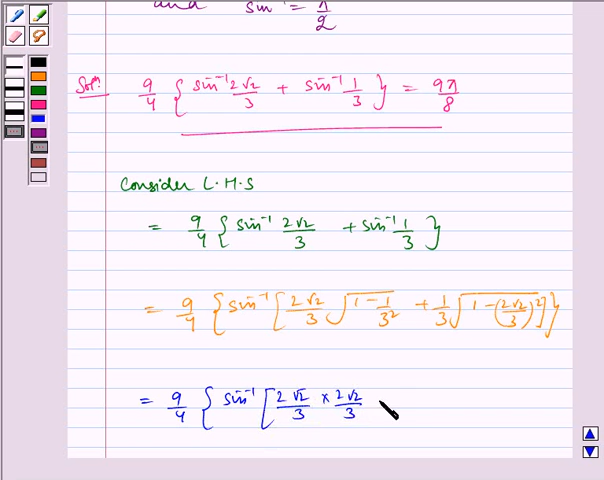 and sin⁻¹ = π/2
Solⁿ. 9/4 { sin⁻¹ 2√2/3 + sin⁻¹ 1/3 } = 9π/8
Consider L.H.S
= 9/4 { sin⁻¹ 2√2/3 + sin⁻¹ 1/3 }
= 9/4 { sin⁻¹ [ 2√2/3 √(1 - 1/3²) + 1/3 √(1 - (2√2/3)²) ] }
= 9/4 { sin⁻¹ [ 2√2/3 × 2√2/3